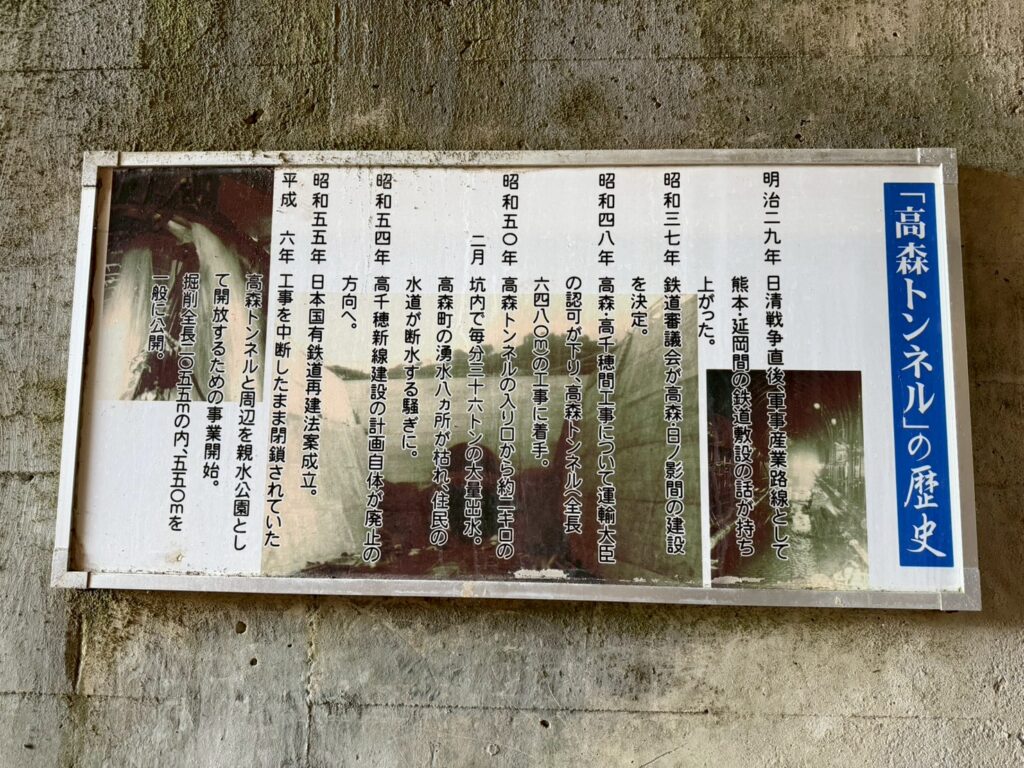 「高森トンネル」の歴史
明治二九年 日清戦争直後、軍事産業路線として
熊本・延岡間の鉄道敷設の話が持ち
上がった。
昭和三七年 鉄道審議会が高森・日ノ影間の建設
を決定。
昭和四八年 高森・高千穂間工事について運輸大臣
の認可が下り、高森トンネル(全長
六四八〇m)の工事に着手。
昭和五〇年 高森トンネルの入り口から約二千ロの
二月 坑内で毎分三十六トンの大量出水。
高森町の湧水八ヵ所が枯れ、住民の
水道が断水する騒ぎに。
昭和五四年 高千穂新線建設の計画自体が廃止の
方向へ。
昭和五五年 日本国有鉄道再建法案成立。
平成 六年 工事を中断したまま閉鎖されていた
高森トンネルと周辺を親水公園とし
て開放するための事業開始。
掘削全長二〇五五mの内、五五〇mを
一般に公開。